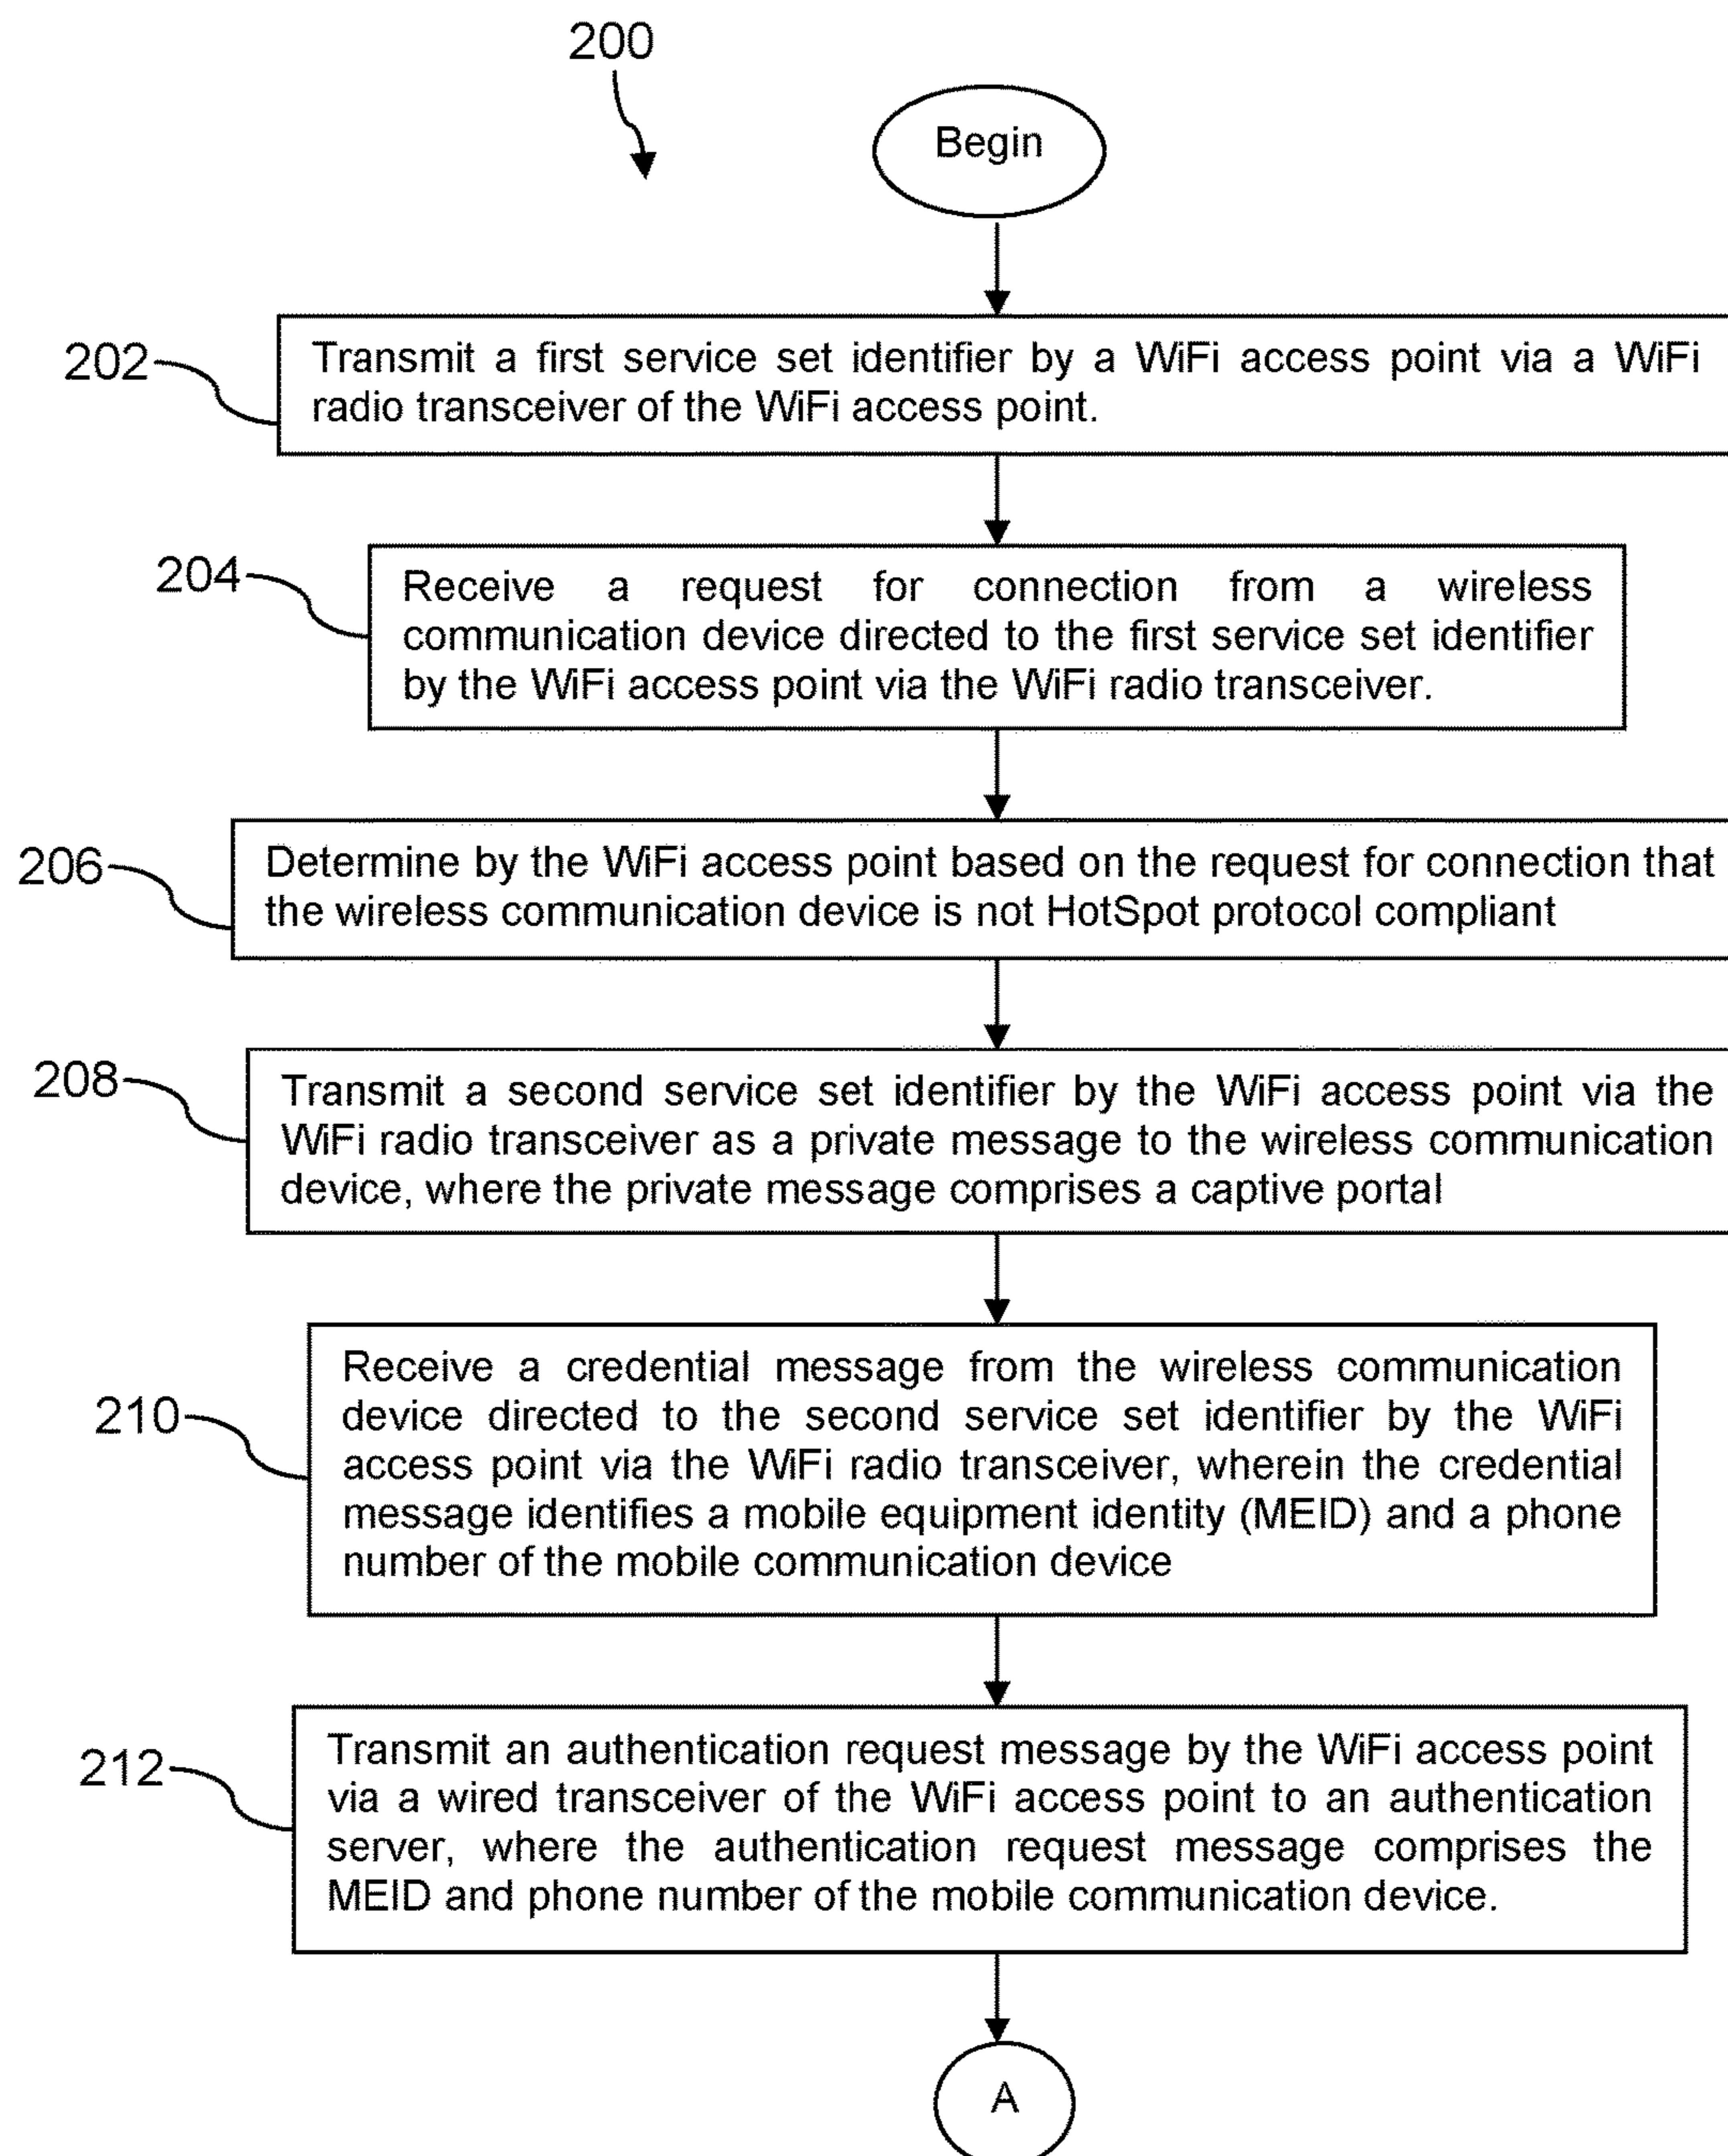 200
Begin
202
Transmit a first service set identifier by a WiFi access point via a WiFi
radio transceiver of the WiFi access point.
204
Receive a request for connection from a wireless
communication device directed to the first service set identifier
by the WiFi access point via the WiFi radio transceiver.
206
Determine by the WiFi access point based on the request for connection that
the wireless communication device is not HotSpot protocol compliant
208
Transmit a second service set identifier by the WiFi access point via the
WiFi radio transceiver as a private message to the wireless communication
device, where the private message comprises a captive portal
210
Receive a credential message from the wireless communication
device directed to the second service set identifier by the WiFi
access point via the WiFi radio transceiver, wherein the credential
message identifies a mobile equipment identity (MEID) and a phone
number of the mobile communication device
212
Transmit an authentication request message by the WiFi access point
via a wired transceiver of the WiFi access point to an authentication
server, where the authentication request message comprises the
MEID and phone number of the mobile communication device.
A